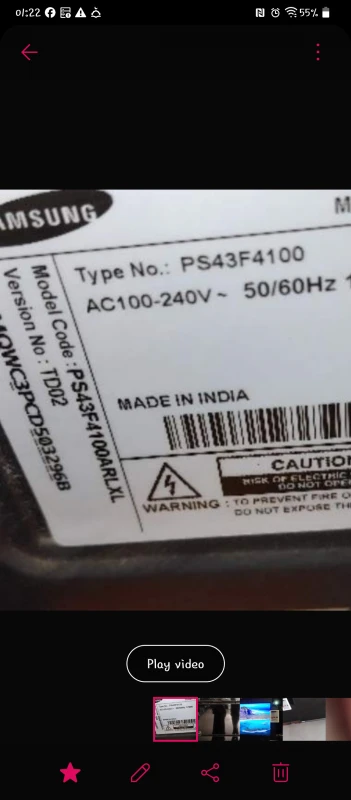 01:22
55%
SAMSUNG
Type No.: PS43F4100
AC100-240V ~ 50/60Hz
Model Code : PS43F4100ARLXL
Version No : TD02
MADE IN INDIA
CAUTION
RISK OF ELECTRIC
DO NOT OPEN
WARNING : TO PREVENT FIRE O
DO NOT EXPOSE TH
Play video